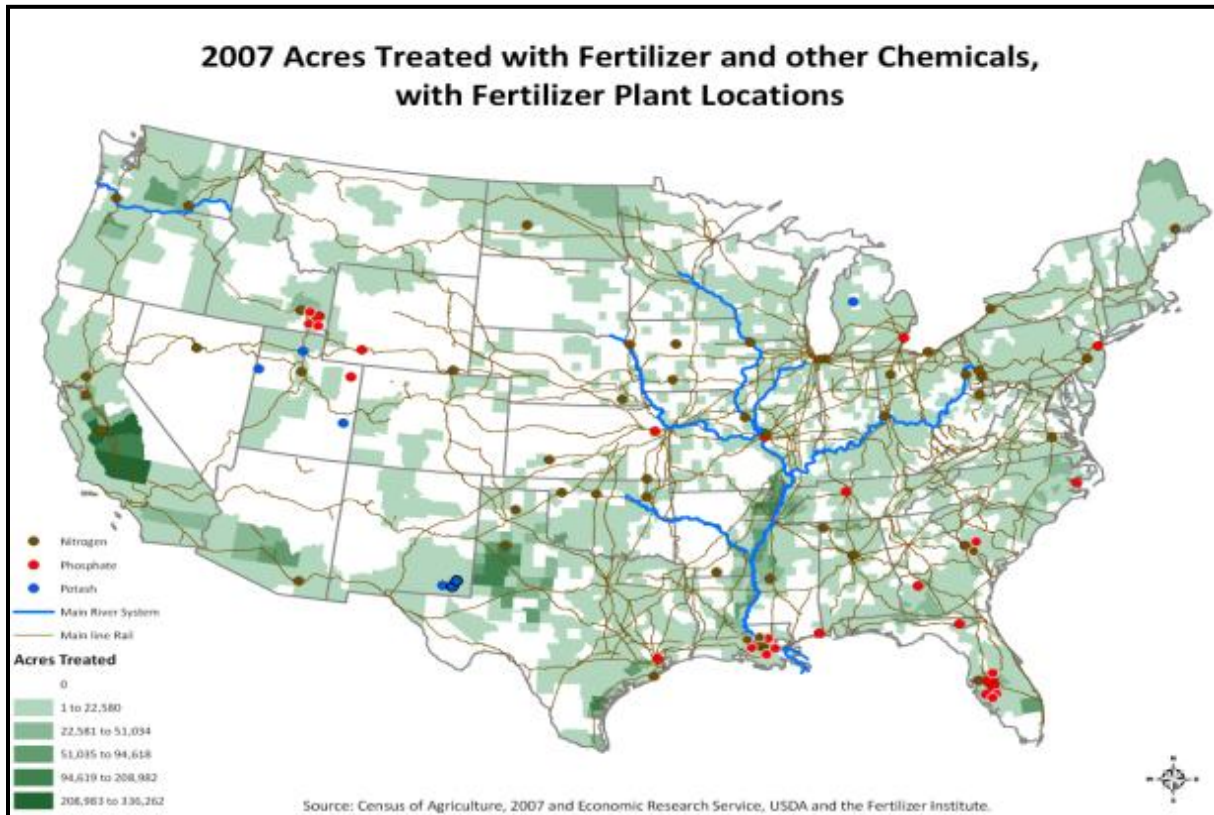 2007 Acres Treated with Fertilizer and other Chemicals,
with Fertilizer Plant Locations
Nitrogen
Phosphate
Potash
Main River System
Main line Rail
Acres Treated
0
1 to 22,580
22,581 to 51,034
51,035 to 94,618
94,619 to 208,982
208,983 to 336,262
Source: Census of Agriculture, 2007 and Economic Research Service, USDA and the Fertilizer Institute.